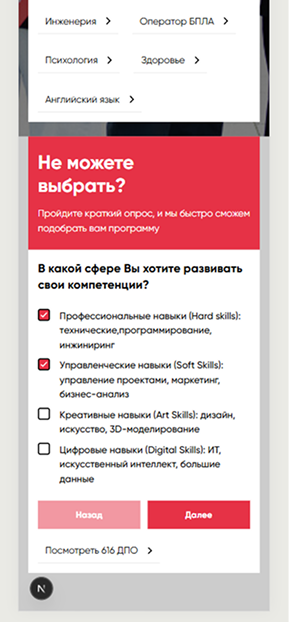 Инженерия > Оператор БПЛА >
Психология > Здоровье >
Английский язык >
Не можете
выбрать?
Пройдите краткий опрос, и мы быстро сможем
подобрать вам программу
В какой сфере Вы хотите развивать
свои компетенции?
Профессиональные навыки (Hard skills):
технические,программирование,
инжиниринг
Управленческие навыки (Soft Skills):
управление проектами, маркетинг,
бизнес-анализ
Креативные навыки (Art Skills): дизайн,
искусство, 3D-моделирование
Цифровые навыки (Digital Skills): ИТ,
искусственный интеллект, большие
данные
Назад Далее
Посмотреть 616 ДПО >
N